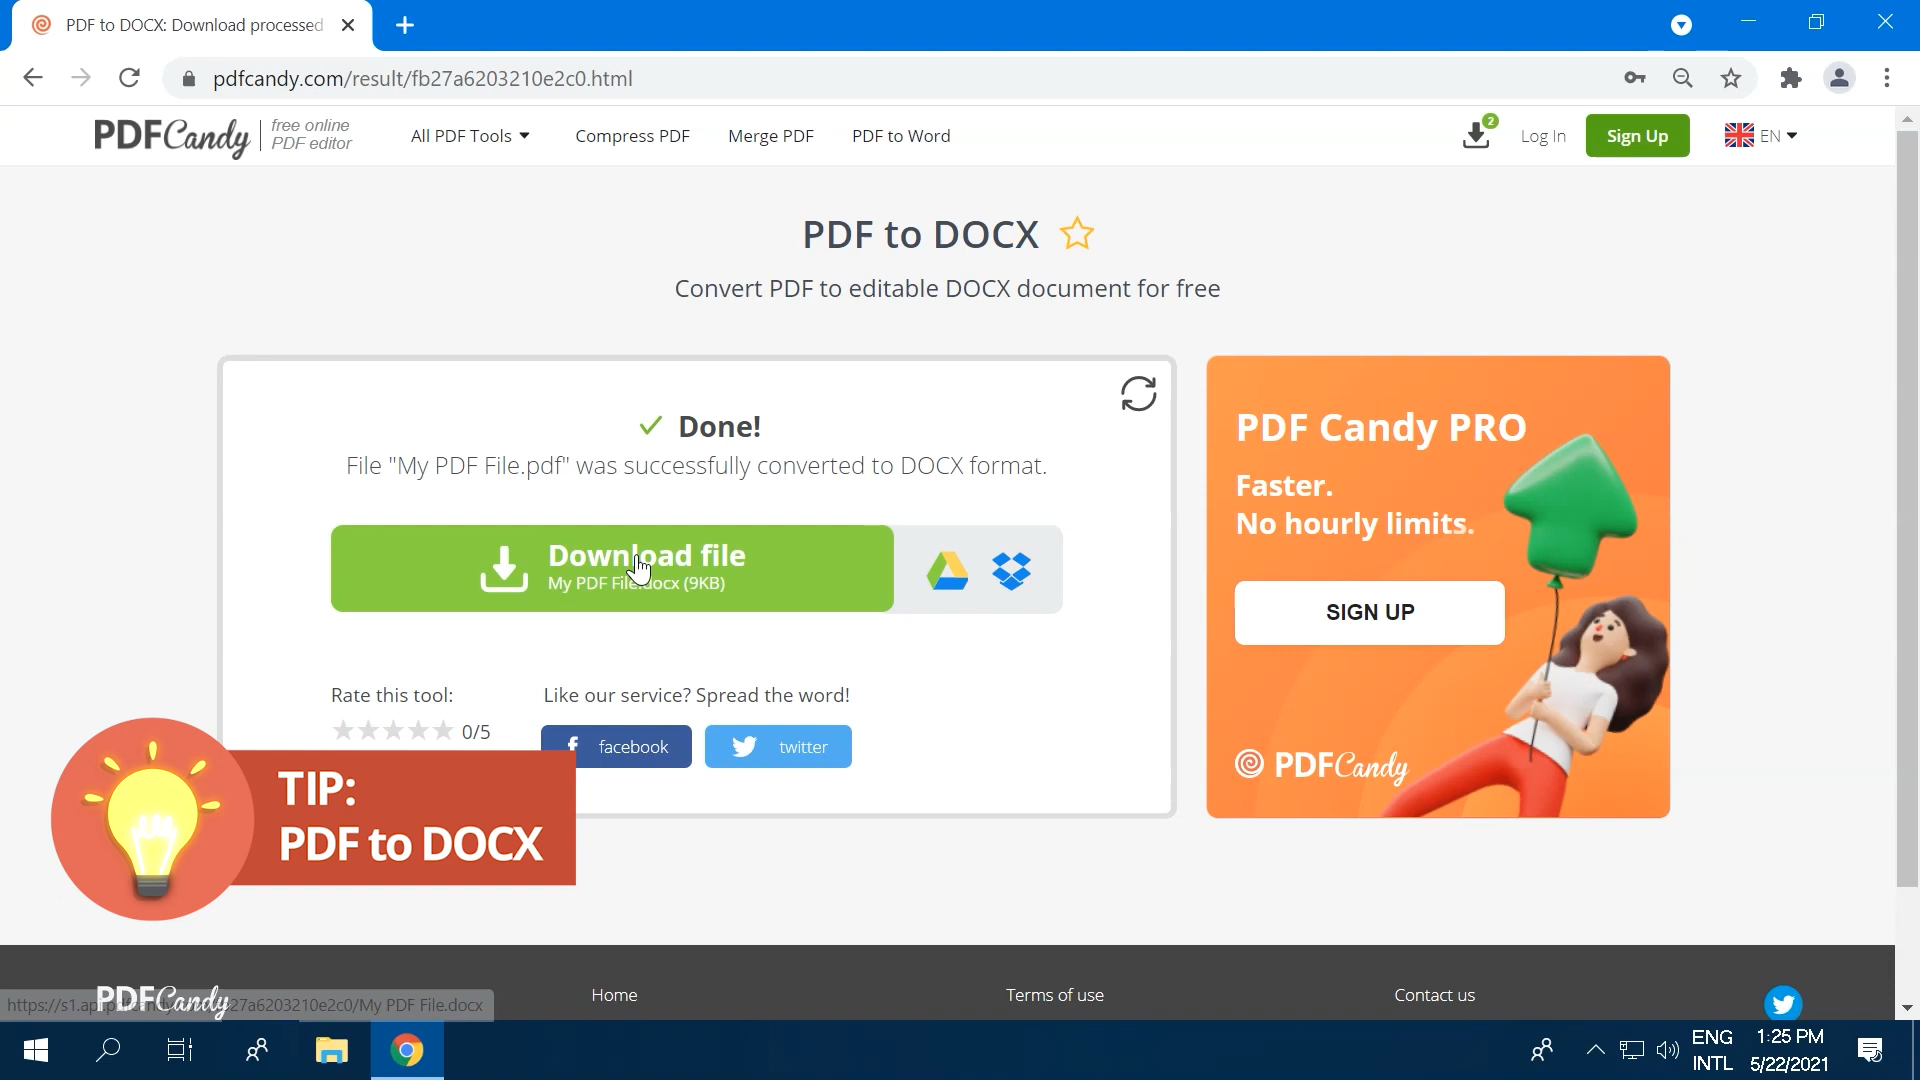 PDF to DOCX: Download processed
pdfcandy.com/result/fb27a6203210e2c0.html
PDFCandy
free online
PDF editor
All PDF Tools
Compress PDF
Merge PDF
PDF to Word
2
Log In
Sign Up
EN
PDF to DOCX
Convert PDF to editable DOCX document for free
Done!
File "My PDF File.pdf" was successfully converted to DOCX format.
Download file
My PDF File.docx (9KB)
Rate this tool:
0/5
Like our service? Spread the word!
facebook
twitter
PDF Candy PRO
Faster.
No hourly limits.
SIGN UP
PDFCandy
TIP:
PDF to DOCX
PDFCandy
Home
Terms of use
Contact us
My PDF File.docx
ENG
INTL
1:25 PM
5/22/2021